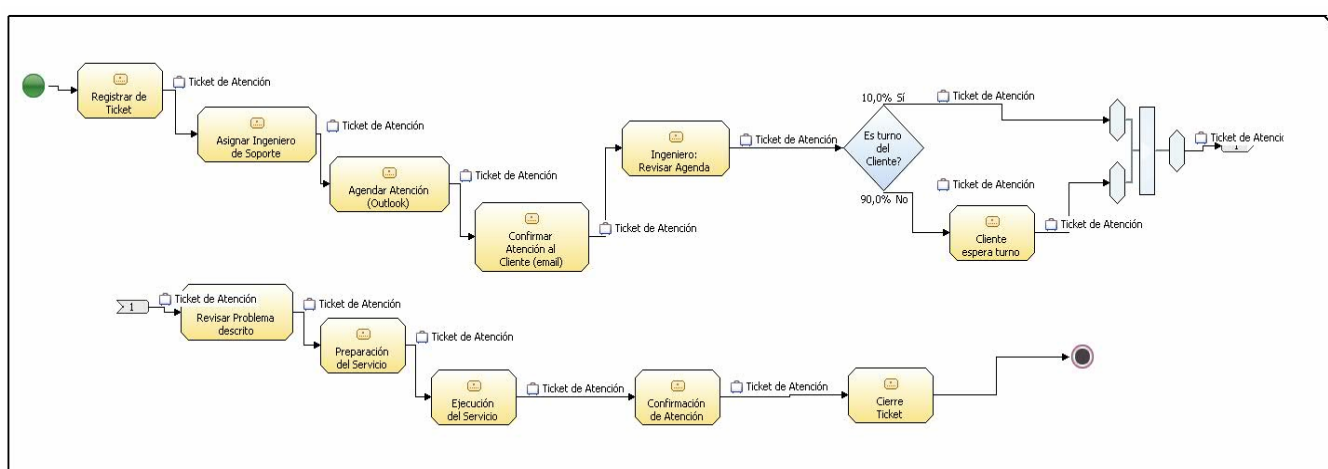 Registrar de
Ticket
Ticket de Atención
Asignar Ingeniero
de Soporte
Ticket de Atención
Agendar Atención
(Outlook)
Ticket de Atención
Confirmar
Atención al
Cliente (email)
Ticket de Atención
Ingeniero:
Revisar Agenda
Ticket de Atención
Es turno
del
Cliente?
10,0% Sí
Ticket de Atención
90,0% No
Ticket de Atención
Cliente
espera turno
Ticket de Atención
Ticket de Atenció
1
1
Ticket de Atención
Revisar Problema
descrito
Ticket de Atención
Preparación
del Servicio
Ticket de Atención
Ejecución
del Servicio
Ticket de Atención
Confirmación
de Atención
Ticket de Atención
Cierre
Ticket